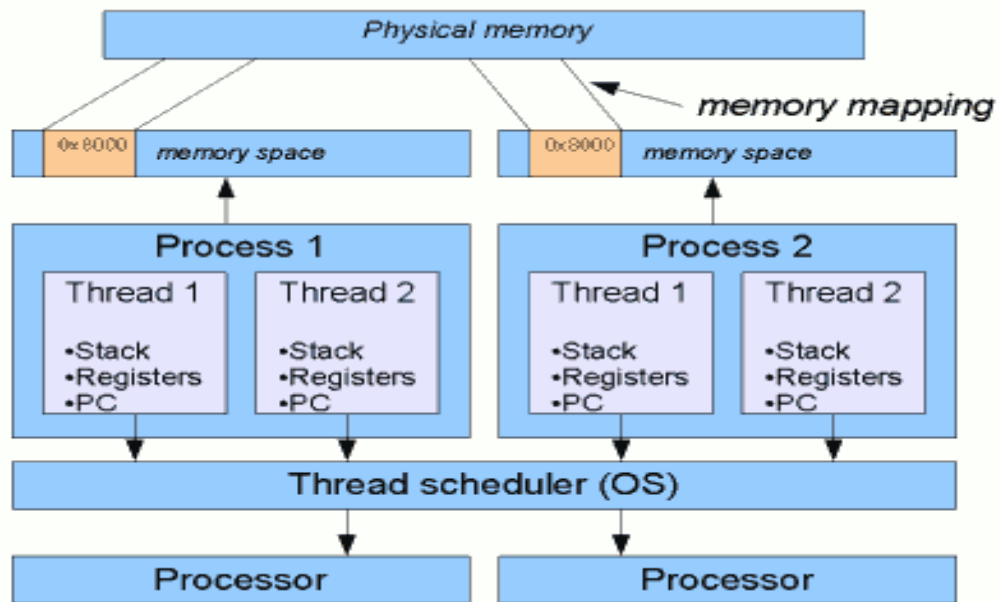 Physical memory
memory mapping
0x8000 memory space
0x8000 memory space
Process 1
Process 2
Thread 1
Thread 2
Thread 1
Thread 2
•Stack
•Registers
•PC
•Stack
•Registers
•PC
•Stack
•Registers
•PC
•Stack
•Registers
•PC
Thread scheduler (OS)
Processor
Processor